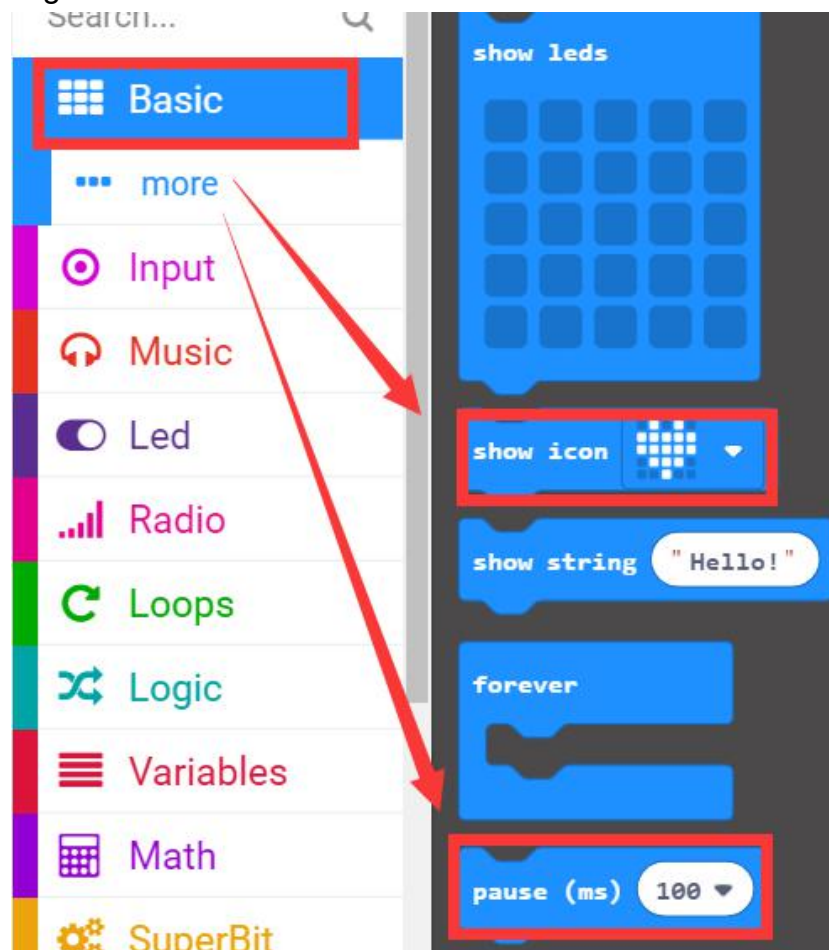 Search...
Basic
more
Input
Music
Led
Radio
Loops
Logic
Variables
Math
SuperBit
show leds
show icon
show string "Hello!"
forever
pause (ms) 100